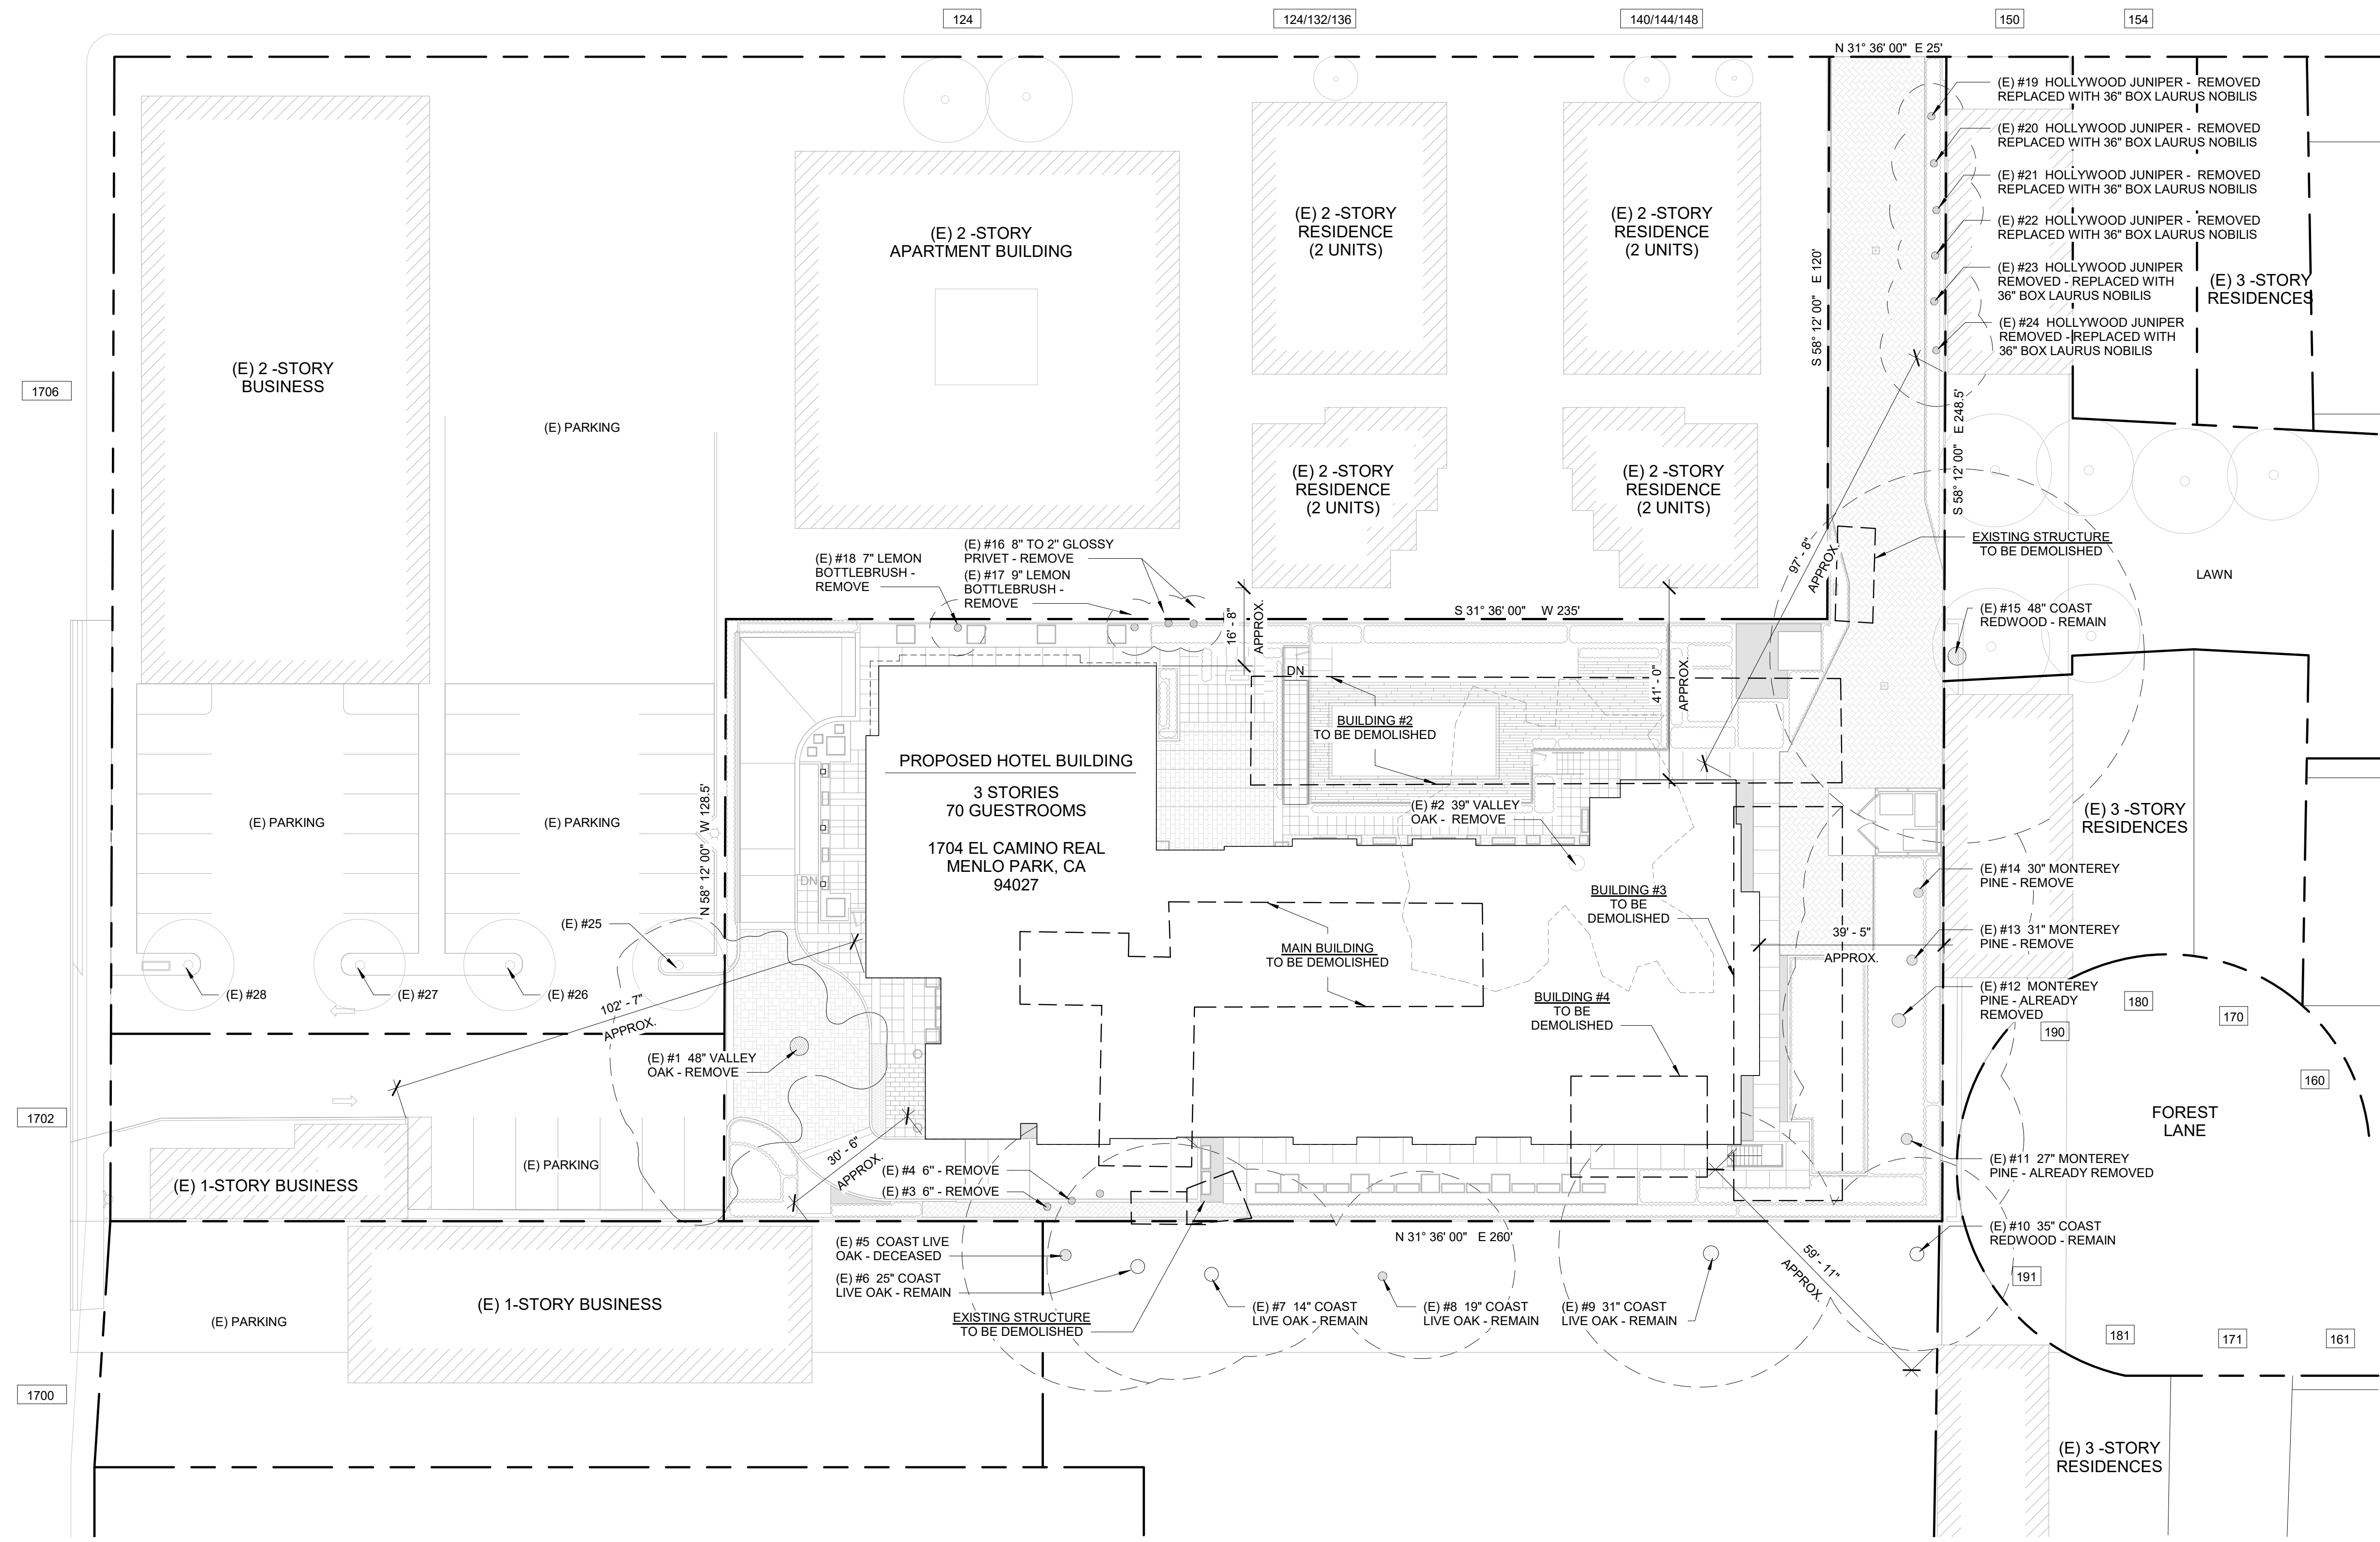 124
124/132/136
140/144/148
150
154
N 31° 36' 00"  E 25'
(E) #19  HOLLYWOOD JUNIPER -  REMOVED
REPLACED WITH 36" BOX LAURUS NOBILIS
(E) #20  HOLLYWOOD JUNIPER -  REMOVED
REPLACED WITH 36" BOX LAURUS NOBILIS
(E) #21  HOLLYWOOD JUNIPER -  REMOVED
REPLACED WITH 36" BOX LAURUS NOBILIS
(E) #22  HOLLYWOOD JUNIPER -  REMOVED
REPLACED WITH 36" BOX LAURUS NOBILIS
(E) #23  HOLLYWOOD JUNIPER
REMOVED - REPLACED WITH
36" BOX LAURUS NOBILIS
(E) #24  HOLLYWOOD JUNIPER
REMOVED - REPLACED WITH
36" BOX LAURUS NOBILIS
(E) 3 -STORY
RESIDENCES
(E) 2 -STORY
APARTMENT BUILDING
(E) 2 -STORY
RESIDENCE
(2 UNITS)
(E) 2 -STORY
RESIDENCE
(2 UNITS)
S 58° 12' 00"  E 120'
S 58° 12' 00"  E 248.5'
(E) 2 -STORY
BUSINESS
1706
(E) PARKING
(E) 2 -STORY
RESIDENCE
(2 UNITS)
(E) 2 -STORY
RESIDENCE
(2 UNITS)
97' - 8"
APPROX.
EXISTING STRUCTURE
TO BE DEMOLISHED
LAWN
(E) #18  7" LEMON
BOTTLEBRUSH -
REMOVE
(E) #16  8" TO 2" GLOSSY
PRIVET - REMOVE
(E) #17  9" LEMON
BOTTLEBRUSH -
REMOVE
16' - 8"
APPROX.
S 31° 36' 00"  W 235'
(E) #15  48" COAST
REDWOOD - REMAIN
DN
41' - 0"
APPROX.
BUILDING #2
TO BE DEMOLISHED
PROPOSED HOTEL BUILDING
3 STORIES
70 GUESTROOMS
1704 EL CAMINO REAL
MENLO PARK, CA
94027
(E) #2  39" VALLEY
OAK -  REMOVE
(E) 3 -STORY
RESIDENCES
(E) PARKING
(E) PARKING
N 58° 12' 00"  W 128.5'
DN
(E) #14  30" MONTEREY
PINE - REMOVE
BUILDING #3
TO BE
DEMOLISHED
(E) #25
39' - 5"
APPROX.
(E) #13  31" MONTEREY
PINE - REMOVE
MAIN BUILDING
TO BE DEMOLISHED
(E) #28
(E) #27
(E) #26
102' - 7"
APPROX.
BUILDING #4
TO BE
DEMOLISHED
(E) #12  MONTEREY
PINE - ALREADY
REMOVED
190
180
170
160
(E) #1  48" VALLEY
OAK - REMOVE
1702
FOREST
LANE
(E) PARKING
(E) 1-STORY BUSINESS
30' - 6"
APPROX.
(E) #4  6" - REMOVE
(E) #3  6" - REMOVE
(E) #11  27" MONTEREY
PINE - ALREADY REMOVED
(E) #10  35" COAST
REDWOOD - REMAIN
N 31° 36' 00"  E 260'
(E) #5  COAST LIVE
OAK - DECEASED
(E) #6  25" COAST
LIVE OAK - REMAIN
59' - 11"
APPROX.
191
(E) 1-STORY BUSINESS
(E) PARKING
EXISTING STRUCTURE
TO BE DEMOLISHED
(E) #7  14" COAST
LIVE OAK - REMAIN
(E) #8  19" COAST
LIVE OAK - REMAIN
(E) #9  31" COAST
LIVE OAK - REMAIN
181
171
161
1700
(E) 3 -STORY
RESIDENCES